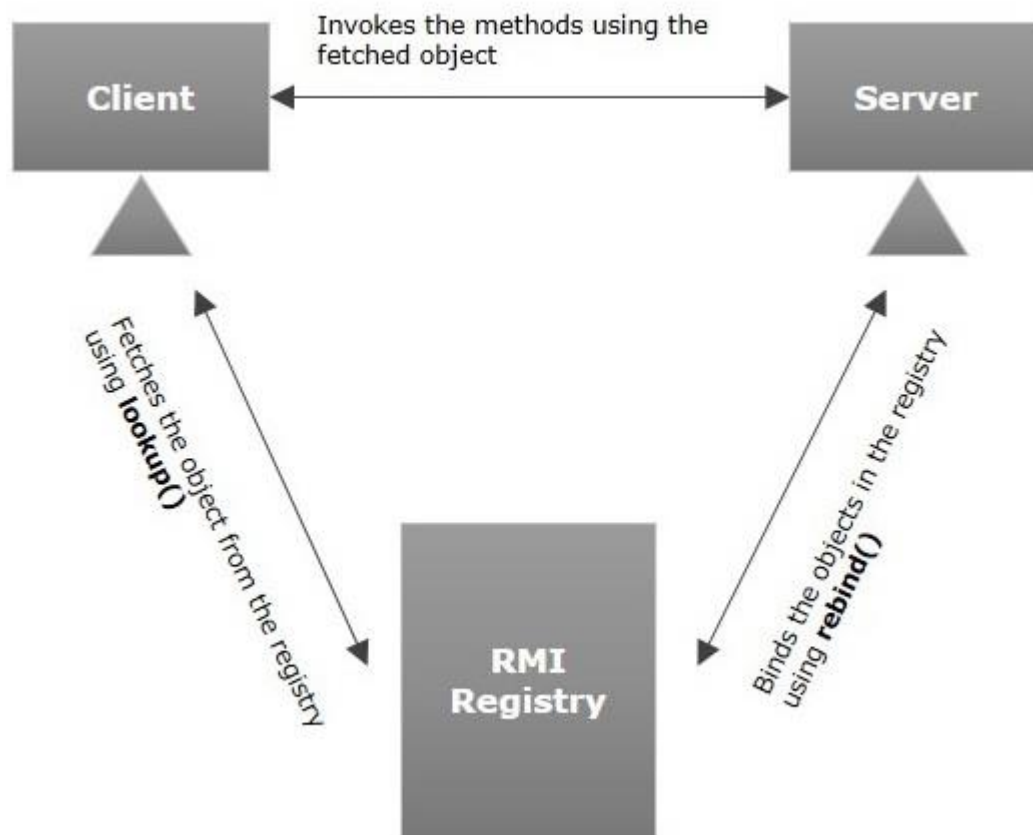 Invokes the methods using the
fetched object
Client
Server
Fetches the object from the registry
using lookup()
Binds the objects in the registry
using rebind()
RMI
Registry